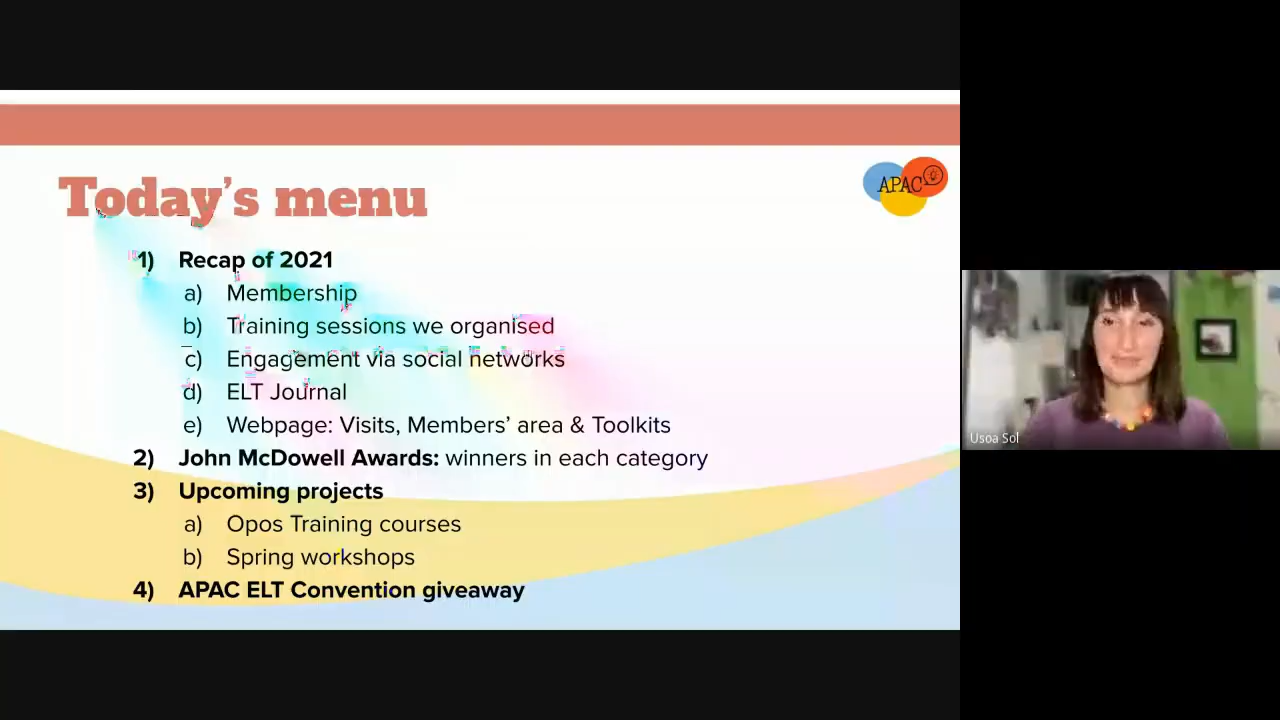 Today's menu
APAC
1) Recap of 2021
a) Membership
b) Training sessions we organised
c) Engagement via social networks
d) ELT Journal
e) Webpage: Visits, Members' area & Toolkits
2) John McDowell Awards: winners in each category
3) Upcoming projects
a) Opos Training courses
b) Spring workshops
4) APAC ELT Convention giveaway
Usoa Sol